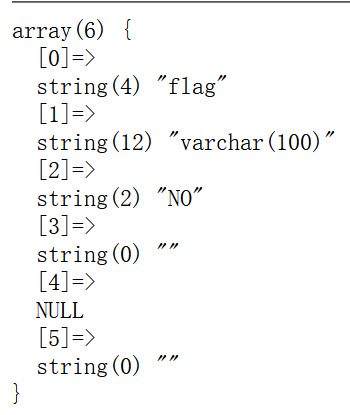 array(6) {
  [0]=>
  string(4) "flag"
  [1]=>
  string(12) "varchar(100)"
  [2]=>
  string(2) "NO"
  [3]=>
  string(0) ""
  [4]=>
  NULL
  [5]=>
  string(0) ""
}